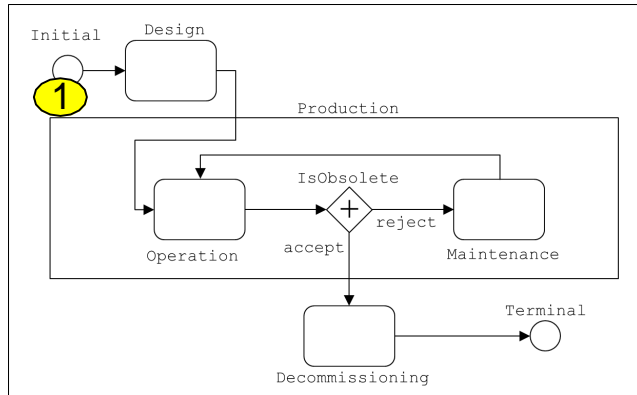 Design
Initial
1
Production
IsObsolete
reject
accept
Operation
Maintenance
Terminal
Decommissioning